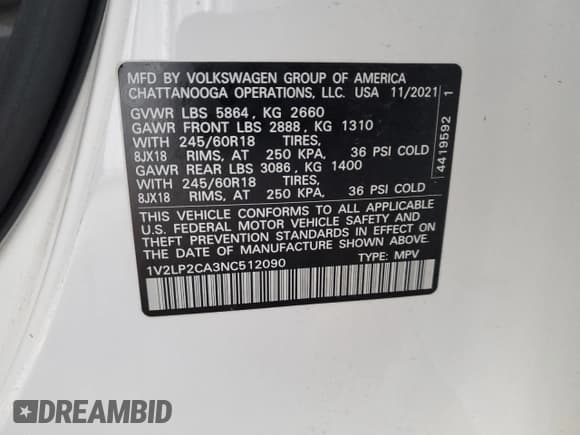 MFD BY VOLKSWAGEN GROUP OF AMERICA
CHATTANOOGA OPERATIONS, LLC. USA 11/2021
GVWR LBS 5864, KG 2660
GAWR FRONT LBS 2888, KG 1310
WITH 245/60R18 TIRES,
8JX18 RIMS, AT 250 KPA, 36 PSI COLD
GAWR REAR LBS 3086, KG 1400
WITH 245/60R18 TIRES,
8JX18 RIMS, AT 250 KPA, 36 PSI COLD
THIS VEHICLE CONFORMS TO ALL APPLICABLE
U.S. FEDERAL MOTOR VEHICLE SAFETY AND
THEFT PREVENTION STANDARDS IN EFFECT ON
THE DATE OF MANUFACTURE SHOWN ABOVE.
1V2LP2CA3NC512090 TYPE: MPV
4419592 1
DREAMBID